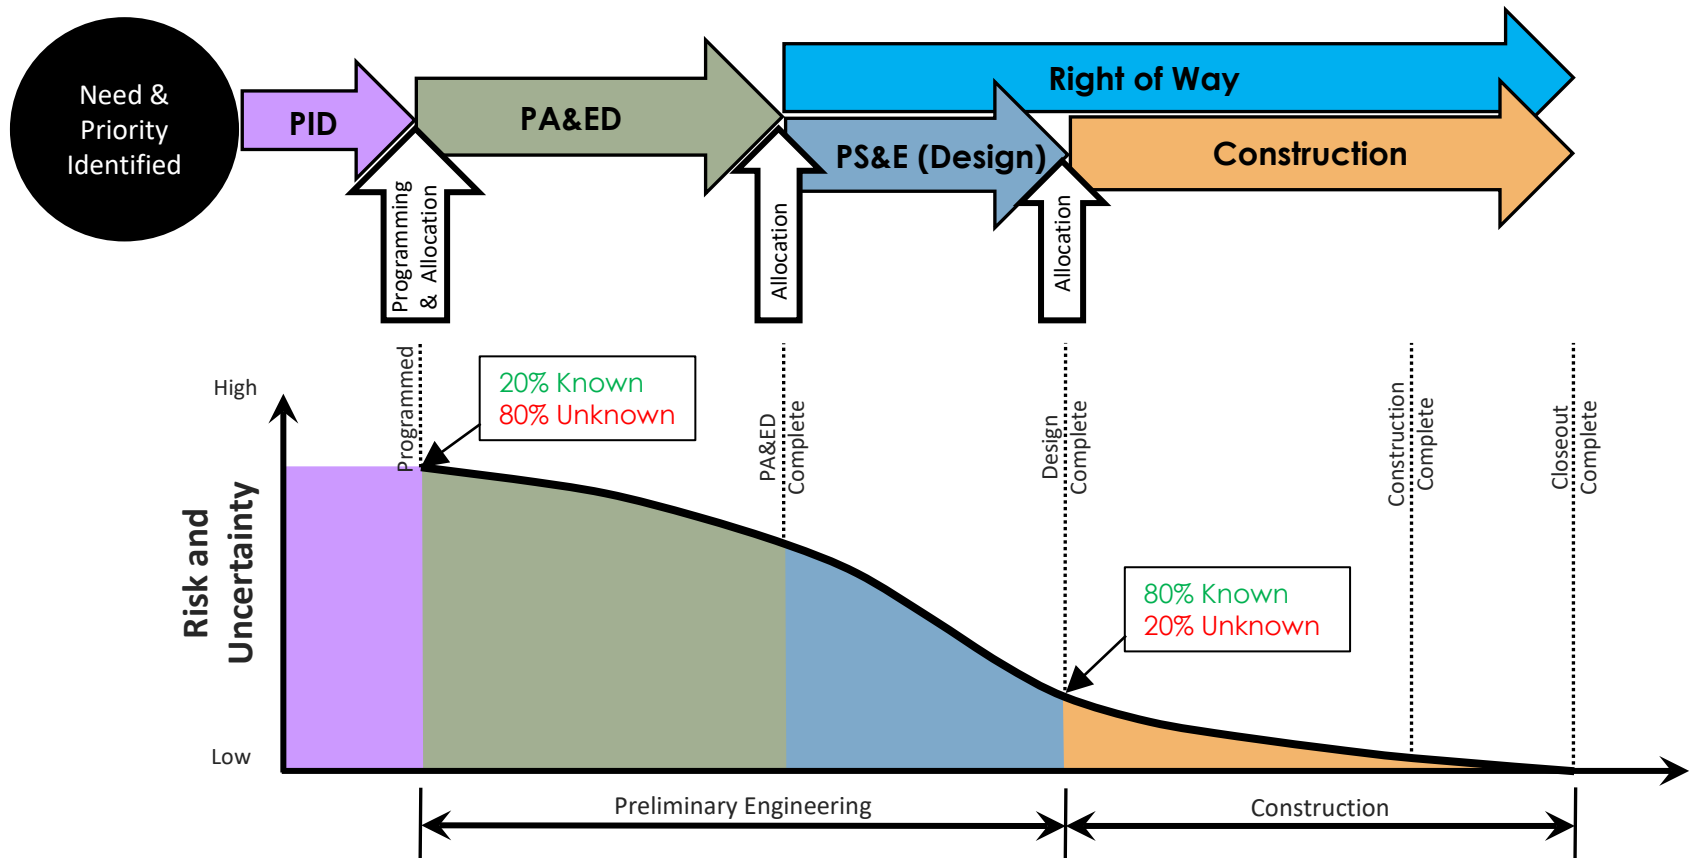 Need &
Priority
Identified
PID
PA&ED
Right of Way
PS&E (Design)
Construction
Programming
& Allocation
Allocation
Allocation
High
Low
Risk and
Uncertainty
Programmed
20% Known
80% Unknown
PA&ED
Complete
Design
Complete
80% Known
20% Unknown
Construction
Complete
Closeout
Complete
Preliminary Engineering
Construction